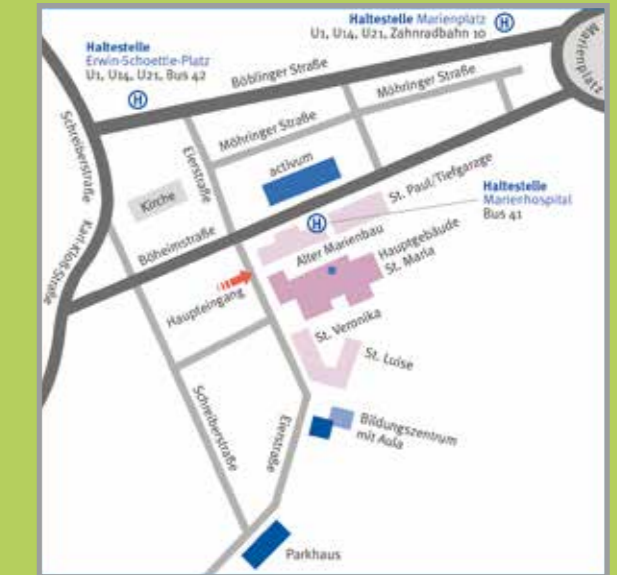 Haltestelle Marienplatz
U1, U14, U21, Zahnradbahn 10
H
Marienplatz
Haltestelle
Erwin-Schoettle-Platz
U1, U14, U21, Bus 42
H
Böblinger Straße
Möhringer Straße
Möhringer Straße
Schreiberstraße
Eierstraße
activum
Kirche
St. Paul/Tiefgarage
Haltestelle
Marienhospital
Bus 41
H
Karl-Kloß-Straße
Böheimstraße
Alter Marienbau
Hauptgebäude
St. Maria
Haupteingang
St. Veronika
St. Luise
Schreiberstraße
Eierstraße
Bildungszentrum
mit Aula
Parkhaus